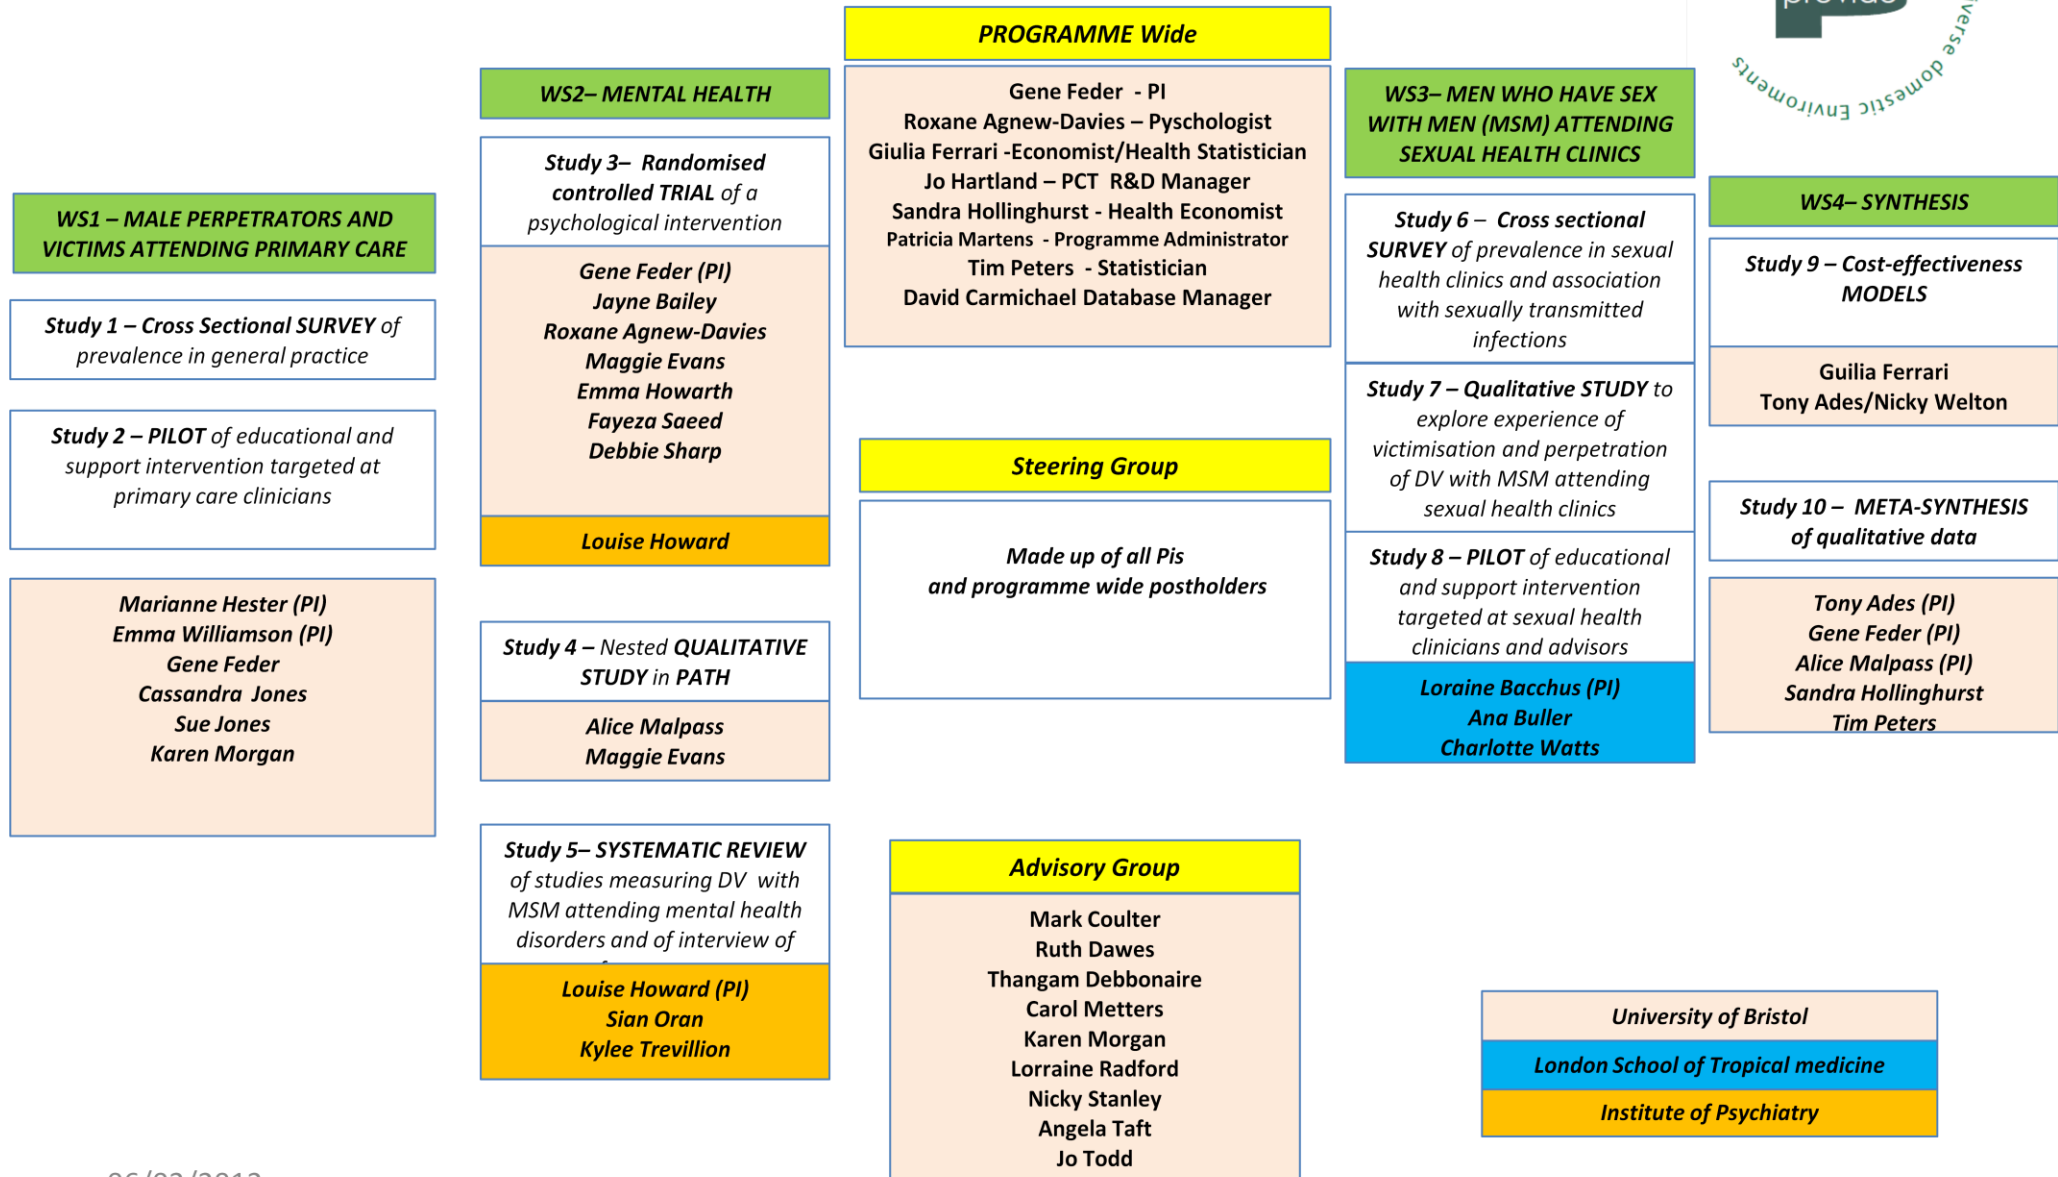 PROGRAMME Wide
Gene Feder - PI
Roxane Agnew-Davies – Pyschologist
Giulia Ferrari -Economist/Health Statistician
Jo Hartland – PCT R&D Manager
Sandra Hollinghurst - Health Economist
Patricia Martens - Programme Administrator
Tim Peters - Statistician
David Carmichael Database Manager
WS1 – MALE PERPETRATORS AND
VICTIMS ATTENDING PRIMARY CARE
Study 1 – Cross Sectional SURVEY of
prevalence in general practice
Study 2 – PILOT of educational and
support intervention targeted at
primary care clinicians
Marianne Hester (PI)
Emma Williamson (PI)
Gene Feder
Cassandra Jones
Sue Jones
Karen Morgan
WS2– MENTAL HEALTH
Study 3– Randomised
controlled TRIAL of a
psychological intervention
Gene Feder (PI)
Jayne Bailey
Roxane Agnew-Davies
Maggie Evans
Emma Howarth
Fayeza Saeed
Debbie Sharp
Louise Howard
Study 4 – Nested QUALITATIVE
STUDY in PATH
Alice Malpass
Maggie Evans
Study 5– SYSTEMATIC REVIEW
of studies measuring DV with
MSM attending mental health
disorders and of interview of
Louise Howard (PI)
Sian Oran
Kylee Trevillion
Steering Group
Made up of all Pis
and programme wide postholders
Advisory Group
Mark Coulter
Ruth Dawes
Thangam Debbonaire
Carol Metters
Karen Morgan
Lorraine Radford
Nicky Stanley
Angela Taft
Jo Todd
WS3– MEN WHO HAVE SEX
WITH MEN (MSM) ATTENDING
SEXUAL HEALTH CLINICS
Study 6 – Cross sectional
SURVEY of prevalence in sexual
health clinics and association
with sexually transmitted
infections
Study 7 – Qualitative STUDY to
explore experience of
victimisation and perpetration
of DV with MSM attending
sexual health clinics
Study 8 – PILOT of educational
and support intervention
targeted at sexual health
clinicians and advisors
Loraine Bacchus (PI)
Ana Buller
Charlotte Watts
WS4– SYNTHESIS
Study 9 – Cost-effectiveness
MODELS
Guilia Ferrari
Tony Ades/Nicky Welton
Study 10 – META-SYNTHESIS
of qualitative data
Tony Ades (PI)
Gene Feder (PI)
Alice Malpass (PI)
Sandra Hollinghurst
Tim Peters
University of Bristol
London School of Tropical medicine
Institute of Psychiatry
domestic Enviroments